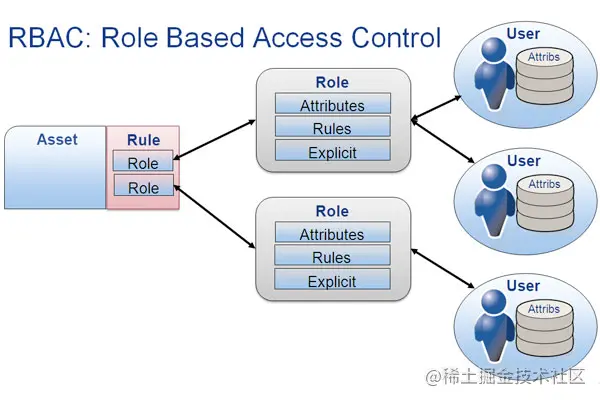 RBAC: Role Based Access Control
Asset
Rule
Role
Role
Role
Attributes
Rules
Explicit
Role
Attributes
Rules
Explicit
User
Attribs
User
Attribs
User
Attribs
@稀土掘金技术社区